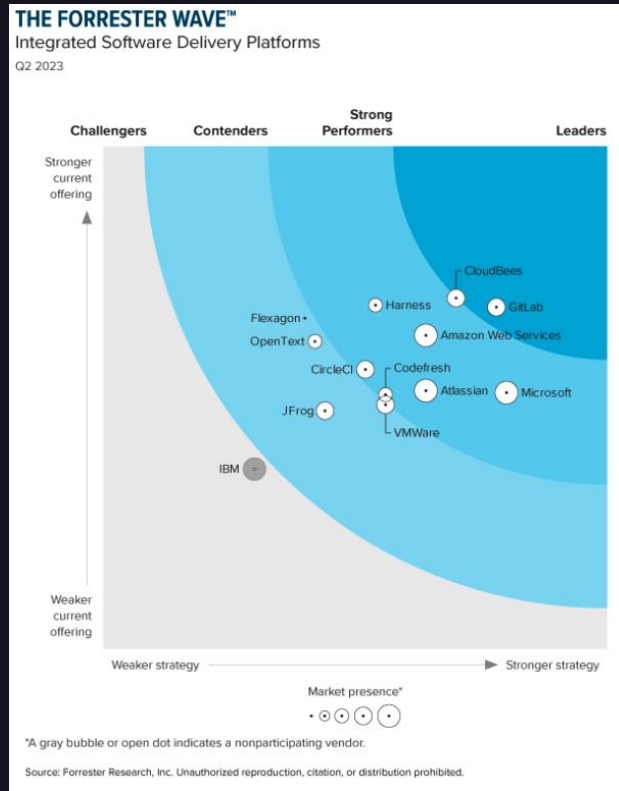 THE FORRESTER WAVE™
Integrated Software Delivery Platforms
Q2 2023
Challengers
Contenders
Strong
Performers
Leaders
Stronger
current
offering
CloudBees
Harness
GitLab
Flexagon
OpenText
Amazon Web Services
CircleCI
Codefresh
Atlassian
Microsoft
JFrog
VMWare
IBM
Weaker
current
offering
Weaker strategy
Stronger strategy
Market presence*
*A gray bubble or open dot indicates a nonparticipating vendor.
Source: Forrester Research, Inc. Unauthorized reproduction, citation, or distribution prohibited.